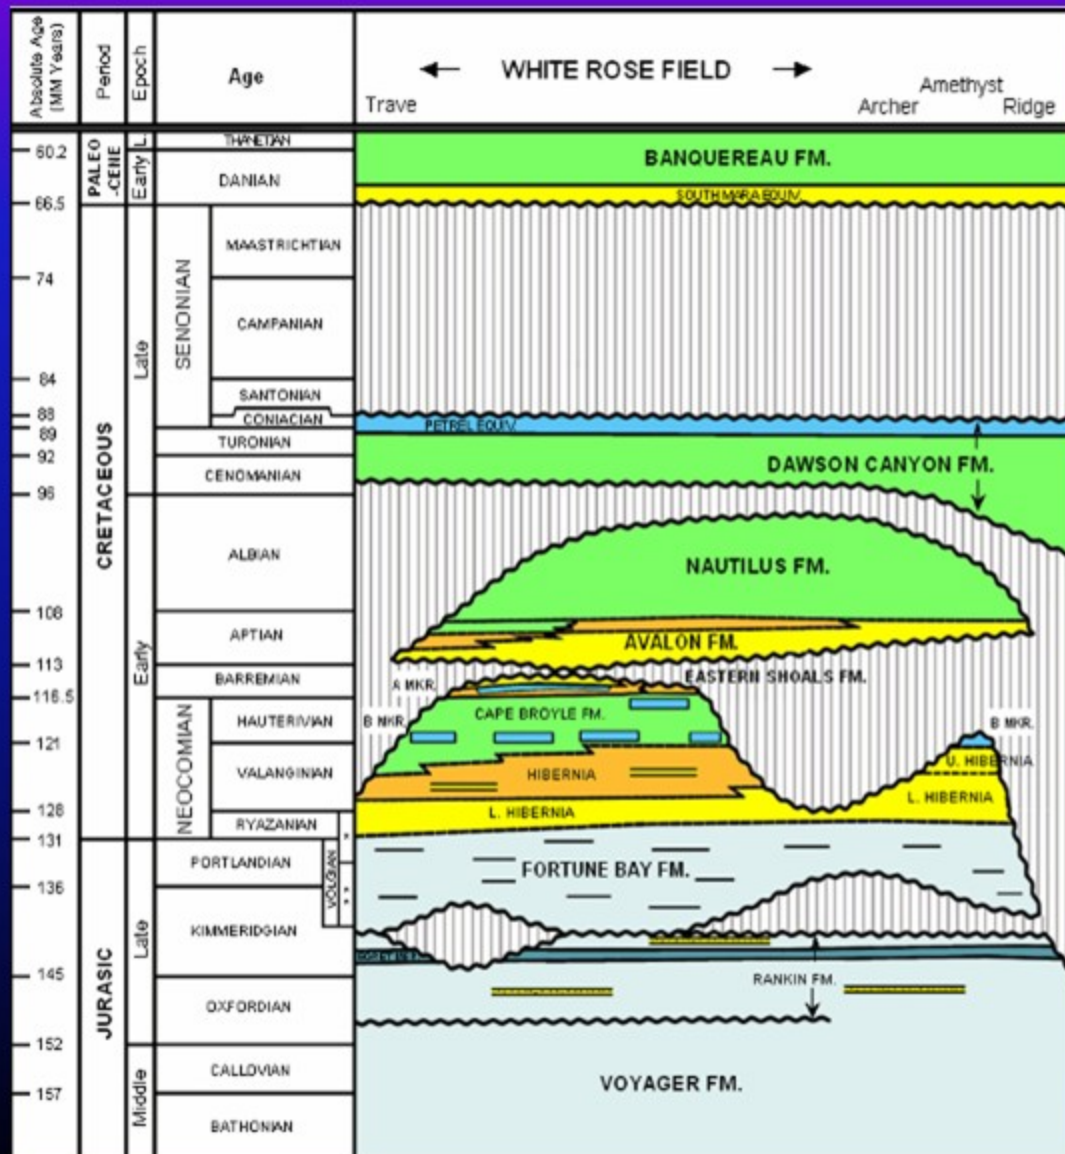 Absolute Age
(MM Years)
Period
Epoch
Age
WHITE ROSE FIELD
Trave
Archer
Amethyst
Ridge
60.2
66.5
74
84
88
89
92
96
108
113
116.5
121
128
131
136
145
152
157
PALEO
-CENE
CRETACEOUS
JURASIC
L.
Early
Late
Early
Late
Middle
SENONIAN
NEOCOMIAN
VOLGIAN
THANETIAN
DANIAN
MAASTRICHTIAN
CAMPANIAN
SANTONIAN
CONIACIAN
TURONIAN
CENOMANIAN
ALBIAN
APTIAN
BARREMIAN
HAUTERIVIAN
VALANGINIAN
RYAZANIAN
PORTLANDIAN
KIMMERIDGIAN
OXFORDIAN
CALLOVIAN
BATHONIAN
BANQUEREAU FM.
SOUTH MARA EQUIV.
PETREL EQUIV.
DAWSON CANYON FM.
NAUTILUS FM.
AVALON FM.
EASTERN SHOALS FM.
A MKR.
CAPE BROYLE FM.
B MKR.
B MKR.
HIBERNIA
U. HIBERNIA
L. HIBERNIA
L. HIBERNIA
FORTUNE BAY FM.
RANKIN FM.
VOYAGER FM.